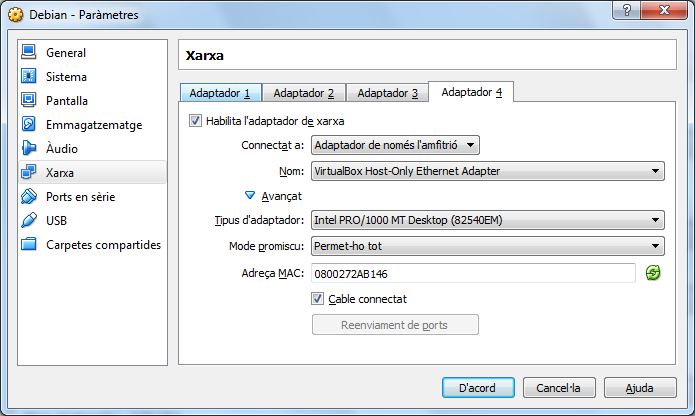 Debian - Paràmetres
General
Sistema
Pantalla
Emmagatzematge
Àudio
Xarxa
Ports en sèrie
USB
Carpetes compartides
Xarxa
Adaptador 1
Adaptador 2
Adaptador 3
Adaptador 4
Habilita l'adaptador de xarxa
Connectat a: Adaptador de només l'amfitrió
Nom: VirtualBox Host-Only Ethernet Adapter
Avançat
Tipus d'adaptador: Intel PRO/1000 MT Desktop (82540EM)
Mode promiscu: Permet-ho tot
Adreça MAC: 0800272AB146
Cable connectat
Reenviament de ports
D'acord
Cancel·la
Ajuda